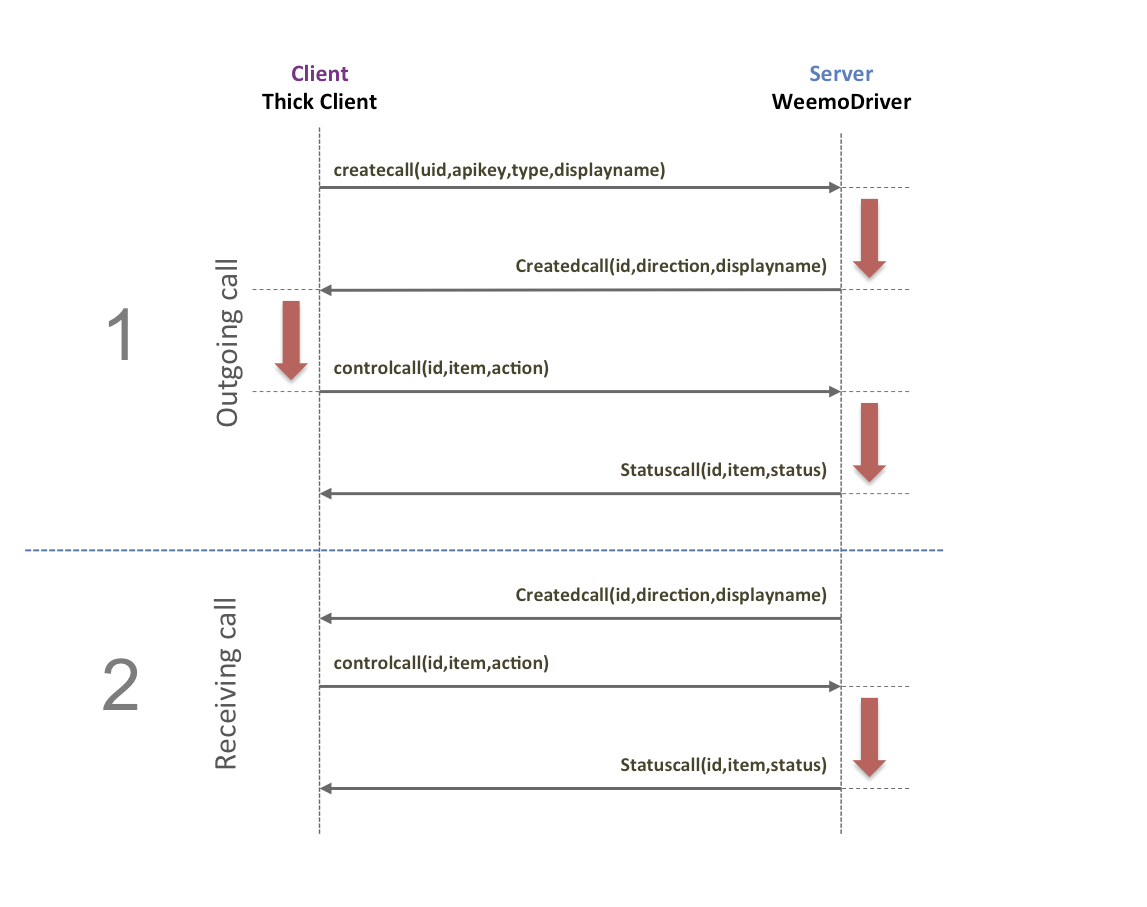 Client
Thick Client
Server
WeemoDriver
1
Outgoing call
createcall(uid,apikey,type,displayname)
Createdcall(id,direction,displayname)
controlcall(id,item,action)
Statuscall(id,item,status)
2
Receiving call
Createdcall(id,direction,displayname)
controlcall(id,item,action)
Statuscall(id,item,status)